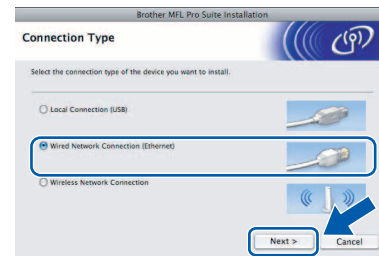 Brother MFL Pro Suite Installation
Connection Type
Select the connection type of the device you want to install.
Local Connection (USB)
Wired Network Connection (Ethernet)
Wireless Network Connection
Next >
Cancel